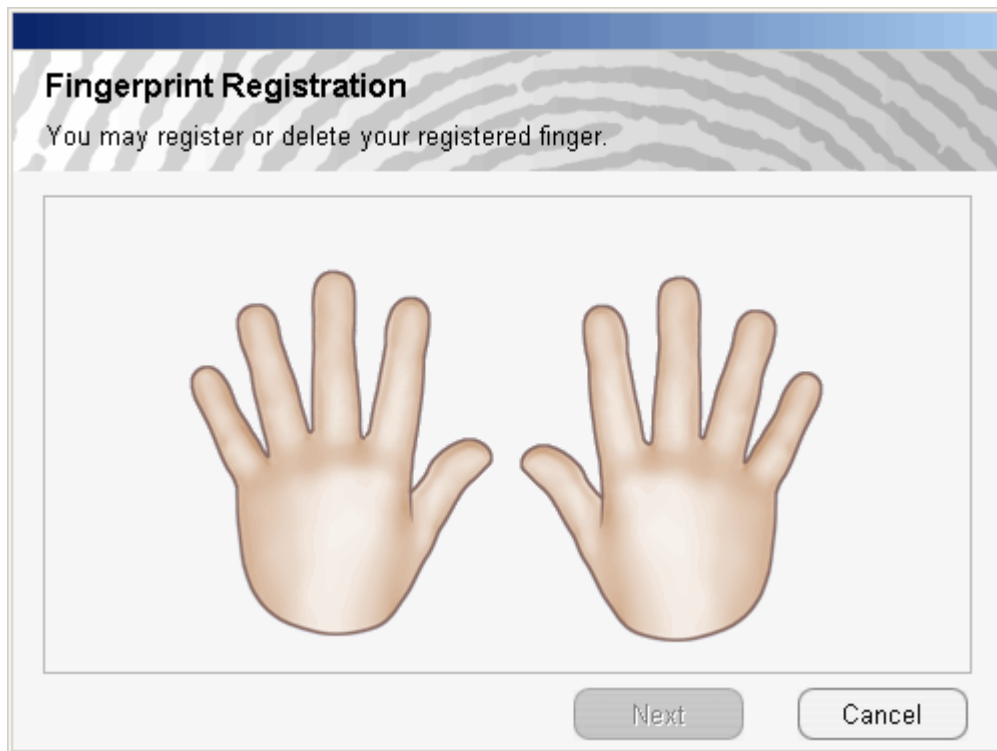 Fingerprint Registration
You may register or delete your registered finger.
Next
Cancel